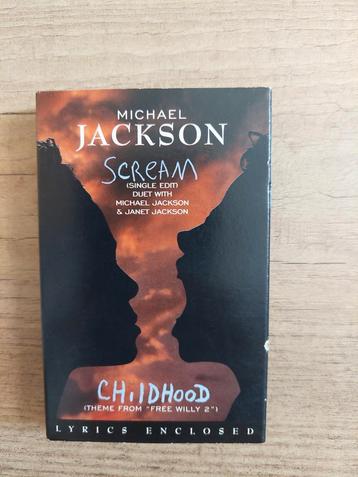 MICHAEL
JACKSON
SCREAM
(SINGLE EDIT)
DUET WITH
MICHAEL JACKSON
& JANET JACKSON
CHiLDHOOD
(THEME FROM "FREE WILLY 2")
LYRICS ENCLOSED